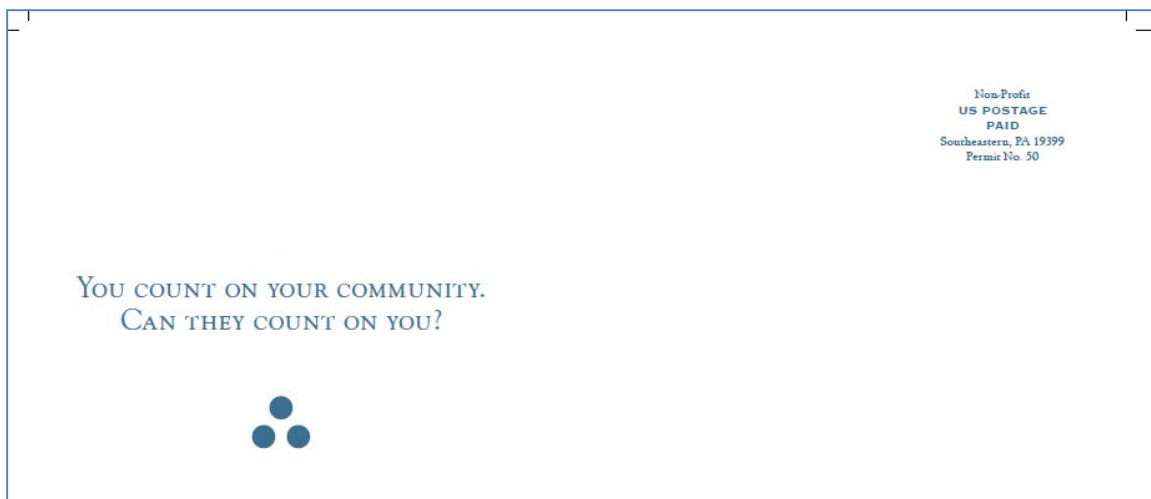 Non-Profit
US POSTAGE
PAID
Southeastern, PA 19399
Permit No. 50
You count on your community.
Can they count on you?